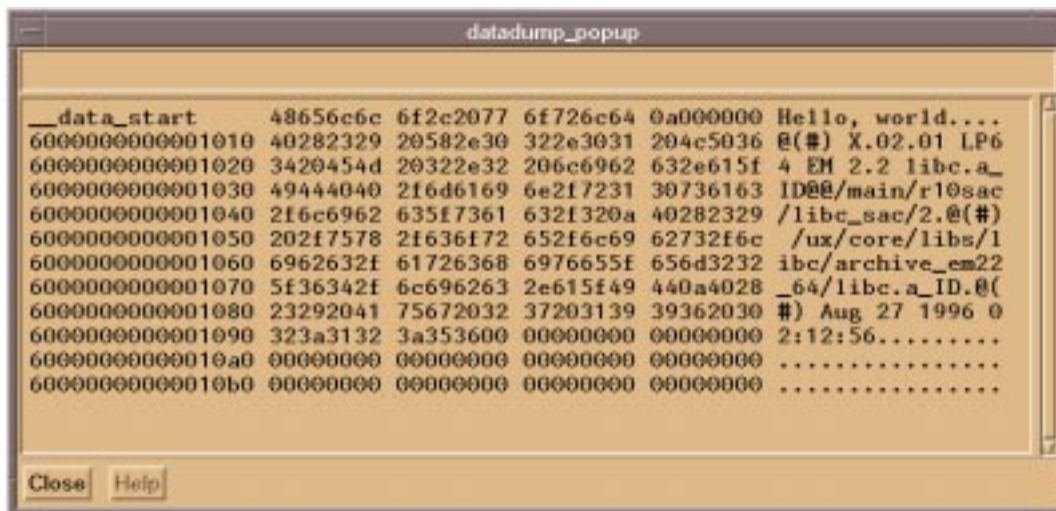 datadump_popup
__data_start 48656c6c 6f2c2077 6f726c64 0a000000 Hello, world....
6000000000001010 40282329 20582e30 322e3031 204c5036 @(#) X.02.01 LP6
6000000000001020 3420454d 20322e32 206c6962 632e615f 4 EM 2.2 libc.a_
6000000000001030 49444040 2f6d6169 6e2f7231 30736163 ID@@/main/r10sac
6000000000001040 2f6c6962 635f7361 632f320a 40282329 /libc_sac/2.@(#)
6000000000001050 202f7578 2f636f72 652f6c69 62732f6c /ux/core/libs/l
6000000000001060 6962632f 61726368 6976655f 656d3232 ibc/archive_em22
6000000000001070 5f36342f 6c696263 2e615f49 440a4028 _64/libc.a_ID.@(
6000000000001080 23292041 75672032 37203139 39362030 #) Aug 27 1996 0
6000000000001090 323a3132 3a353600 00000000 00000000 2:12:56.........
60000000000010a0 00000000 00000000 00000000 00000000 ................
60000000000010b0 00000000 00000000 00000000 00000000 ................
Close Help